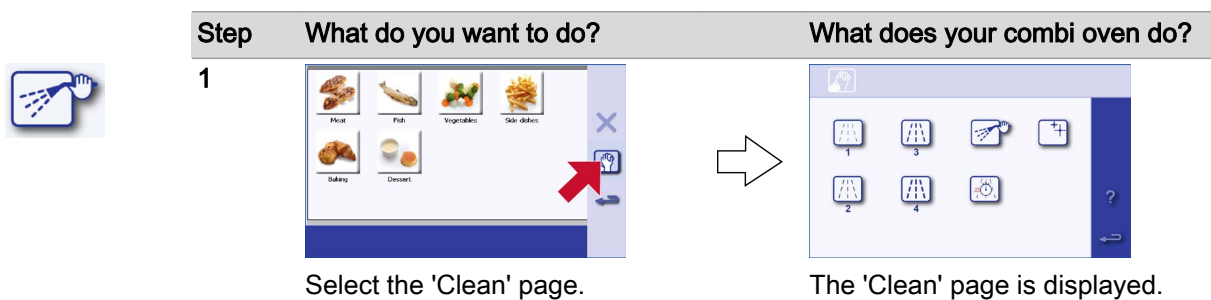 Step What do you want to do? What does your combi oven do?
1
Meat Fish Vegetables Side dishes
Baking Dessert
1 3
2 4
?
Select the 'Clean' page. The 'Clean' page is displayed.